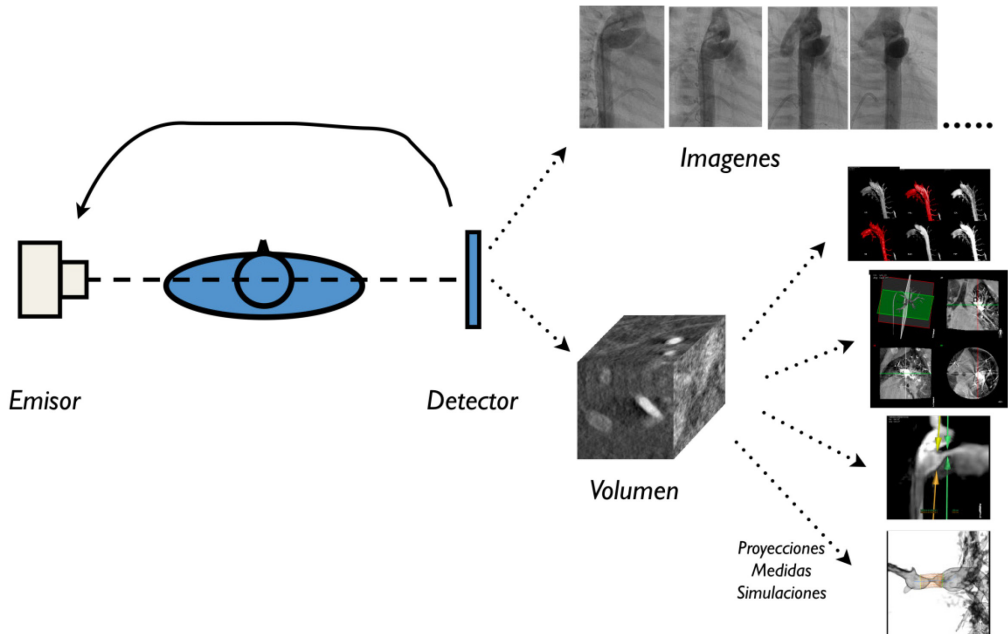 Imagenes
Emisor
Detector
Volumen
Proyecciones
Medidas
Simulaciones